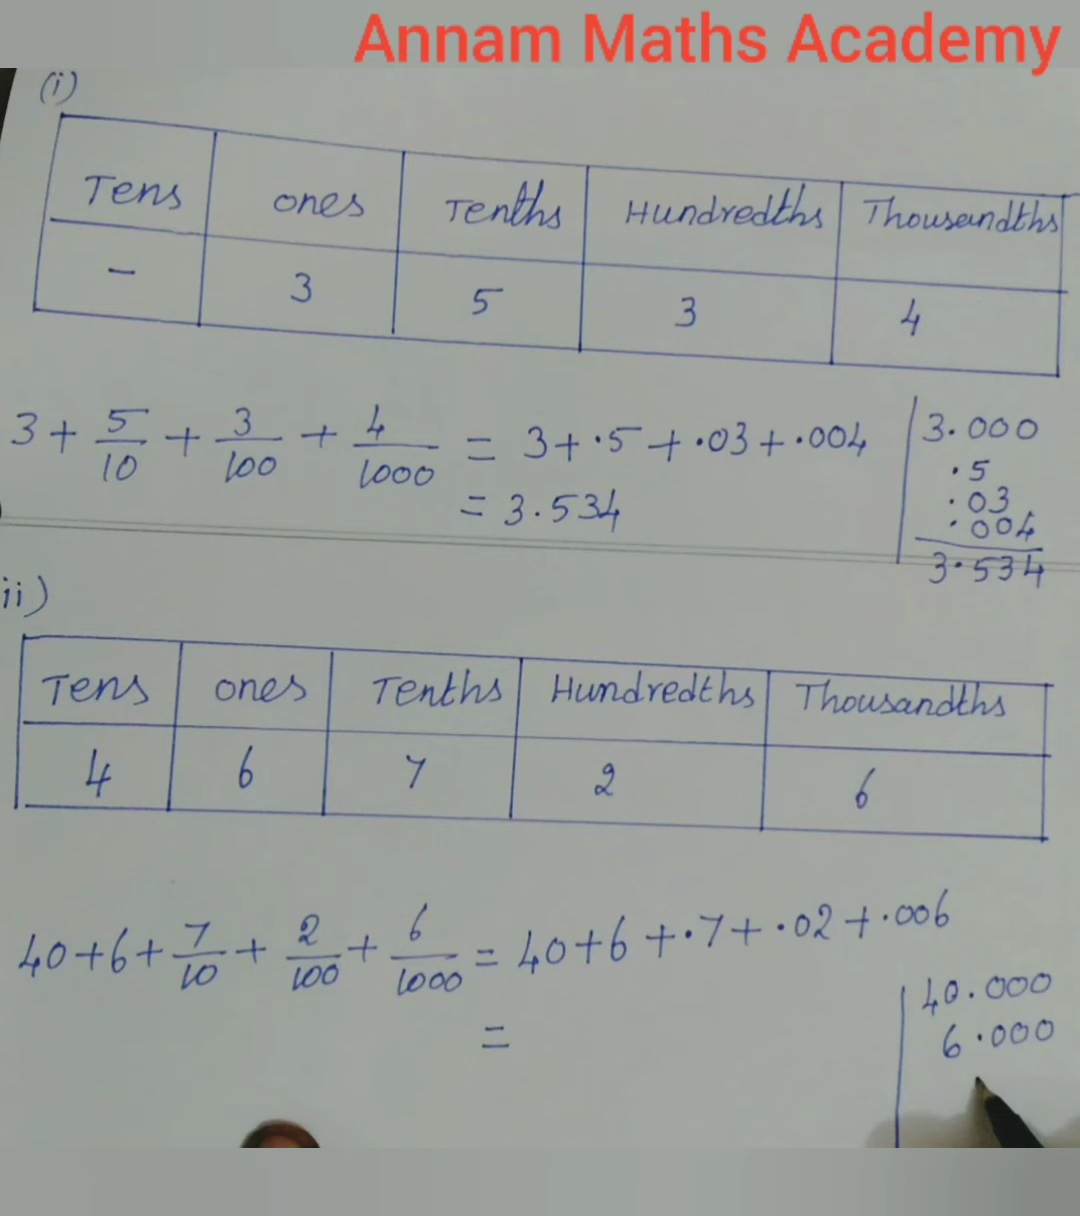 Annam Maths Academy
(i)
Tens ones Tenths Hundredths Thousandths
- 3 5 3 4
3 + 5/10 + 3/100 + 4/1000 = 3 + .5 + .03 + .004
= 3.534
3.000
.5
.03
.004
3.534
ii)
Tens ones Tenths Hundredths Thousandths
4 6 7 2 6
40 + 6 + 7/10 + 2/100 + 6/1000 = 40 + 6 + .7 + .02 + .006
=
40.000
6.000